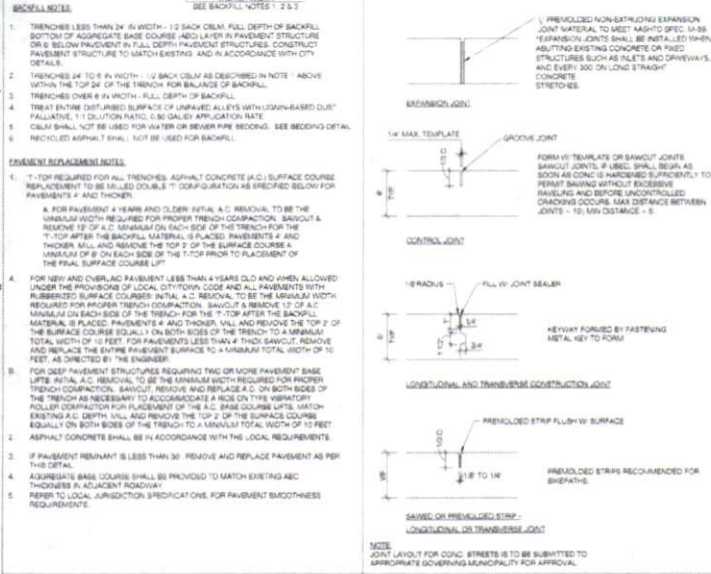 BACKFILL NOTES
SEE BACKFILL NOTES 1, 2 & 3
1. TRENCHES LESS THAN 24" IN WIDTH - 1/2 SACK CBLM, FULL DEPTH OF BACKFILL
BOTTOM OF AGGREGATE BASE COURSE (ABC) LAYER IN PAVEMENT STRUCTURE
OR 6" BELOW PAVEMENT IN FULL DEPTH PAVEMENT STRUCTURES. CONSTRUCT
PAVEMENT STRUCTURE TO MATCH EXISTING AND IN ACCORDANCE WITH CITY
DETAILS.
2. TRENCHES 24" TO 6' IN WIDTH - 1/2 SACK CBLM AS DESCRIBED IN NOTE 1 ABOVE
WITHIN THE TOP 24" OF THE TRENCH, FOR BALANCE OF BACKFILL.
3. TRENCHES OVER 6' IN WIDTH - FULL DEPTH OF BACKFILL.
4. TREAT ENTIRE DISTURBED SURFACE OF UNPAVED ALLEYS WITH LIGNIN-BASED DUST
PALLIATIVE, 1:1 DILUTION RATIO, 0.50 GAL/SY APPLICATION RATE.
5. CBLM SHALL NOT BE USED FOR WATER OR SEWER PIPE BEDDING. SEE BEDDING DETAIL.
6. RECYCLED ASPHALT SHALL NOT BE USED FOR BACKFILL.
PAVEMENT REPLACEMENT NOTES
1. T-TOP REQUIRED FOR ALL TRENCHES. ASPHALT CONCRETE (A.C.) SURFACE COURSE
REPLACEMENT TO BE MILLED DOUBLE "T" CONFIGURATION AS SPECIFIED BELOW FOR
PAVEMENTS 4" AND THICKER.
A. FOR PAVEMENT 4 YEARS AND OLDER: INITIAL A.C. REMOVAL TO BE THE
MINIMUM WIDTH REQUIRED FOR PROPER TRENCH COMPACTION. SAWCUT &
REMOVE 12" OF A.C. MINIMUM ON EACH SIDE OF THE TRENCH FOR THE
"T"-TOP AFTER THE BACKFILL MATERIAL IS PLACED. PAVEMENTS 4" AND
THICKER, MILL AND REMOVE THE TOP 2" OF THE SURFACE COURSE A
MINIMUM OF 8" ON EACH SIDE OF THE T-TOP PRIOR TO PLACEMENT OF
THE FINAL SURFACE COURSE LIFT.
A. FOR NEW AND OVERLAID PAVEMENT LESS THAN 4 YEARS OLD AND WHEN ALLOWED
UNDER THE PROVISIONS OF LOCAL CITY/TOWN CODE AND ALL PAVEMENTS WITH
RUBBERIZED SURFACE COURSES: INITIAL A.C. REMOVAL TO BE THE MINIMUM WIDTH
REQUIRED FOR PROPER TRENCH COMPACTION. SAWCUT & REMOVE 12" OF A.C.
MINIMUM ON EACH SIDE OF THE TRENCH FOR THE "T"-TOP AFTER THE BACKFILL
MATERIAL IS PLACED. PAVEMENTS 4" AND THICKER, MILL AND REMOVE THE TOP 2" OF
THE SURFACE COURSE EQUALLY ON BOTH SIDES OF THE TRENCH TO A MINIMUM
TOTAL WIDTH OF 10 FEET. FOR PAVEMENTS LESS THAN 4" THICK SAWCUT, REMOVE
AND REPLACE THE ENTIRE PAVEMENT SURFACE TO A MINIMUM TOTAL WIDTH OF 10
FEET, AS DIRECTED BY THE ENGINEER.
B. FOR DEEP PAVEMENT STRUCTURES REQUIRING TWO OR MORE PAVEMENT BASE
LIFTS: INITIAL A.C. REMOVAL TO BE THE MINIMUM WIDTH REQUIRED FOR PROPER
TRENCH COMPACTION. SAWCUT, REMOVE AND REPLACE A.C. ON BOTH SIDES OF
THE TRENCH AS NECESSARY TO ACCOMMODATE A RIDE ON TYPE VIBRATORY
ROLLER COMPACTOR FOR PLACEMENT OF THE A.C. BASE COURSE LIFTS. MATCH
EXISTING A.C. DEPTH. MILL AND REMOVE THE TOP 2" OF THE SURFACE COURSE
EQUALLY ON BOTH SIDES OF THE TRENCH TO A MINIMUM TOTAL WIDTH OF 10 FEET.
2. ASPHALT CONCRETE SHALL BE IN ACCORDANCE WITH THE LOCAL REQUIREMENTS.
3. IF PAVEMENT REMNANT IS LESS THAN 30", REMOVE AND REPLACE PAVEMENT AS PER
THIS DETAIL.
4. AGGREGATE BASE COURSE SHALL BE PROVIDED TO MATCH EXISTING ABC
THICKNESS IN ADJACENT ROADWAY
5. REFER TO LOCAL JURISDICTION SPECIFICATIONS, FOR PAVEMENT SMOOTHNESS
REQUIREMENTS.
PREMOLDED NON-EXTRUDING EXPANSION
JOINT MATERIAL TO MEET AASHTO SPEC. M-59
*EXPANSION JOINTS SHALL BE INSTALLED WHEN
ABUTTING EXISTING CONCRETE OR FIXED
STRUCTURES SUCH AS INLETS AND DRIVEWAYS,
AND EVERY 300' ON LONG STRAIGHT
CONCRETE
STRETCHES.
EXPANSION JOINT
1/4" MAX. TEMPLATE
GROOVE JOINT
FORM W/ TEMPLATE OR SAWCUT JOINTS
SAWCUT JOINTS, IF USED, SHALL BEGIN AS
SOON AS CONC IS HARDENED SUFFICIENTLY TO
PERMIT SAWING WITHOUT EXCESSIVE
RAVELING AND BEFORE UNCONTROLLED
CRACKING OCCURS. MAX DISTANCE BETWEEN
JOINTS - 10', MIN DISTANCE - 5'
6"
TYP
CONTROL JOINT
1/8"RADIUS
FILL W/ JOINT SEALER
KEYWAY FORMED BY FASTENING
METAL KEY TO FORM
LONGITUDINAL AND TRANSVERSE CONSTRUCTION JOINT
PREMOLDED STRIP FLUSH W/ SURFACE
1/8" TO 1/4"
PREMOLDED STRIPS RECOMMENDED FOR
BIKEPATHS.
SAWED OR PREMOLDED STRIP -
LONGITUDINAL OR TRANSVERSE JOINT
NOTE:
JOINT LAYOUT FOR CONC. STREETS IS TO BE SUBMITTED TO
APPROPRIATE GOVERNING MUNICIPALITY FOR APPROVAL